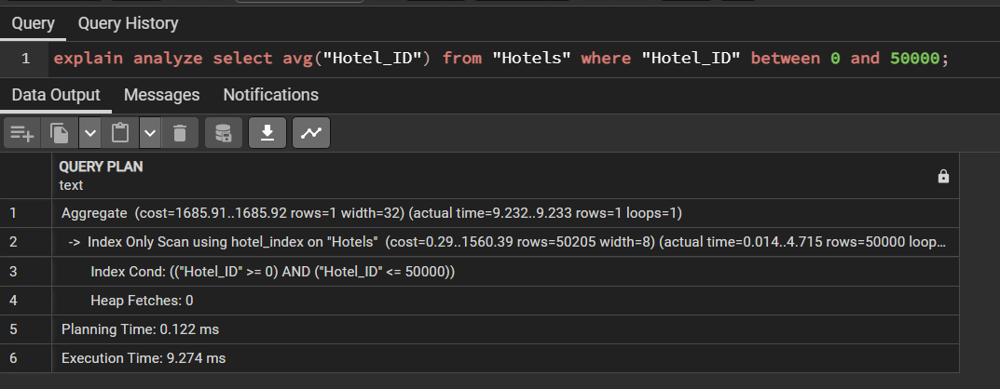 Query Query History
1 explain analyze select avg("Hotel_ID") from "Hotels" where "Hotel_ID" between 0 and 50000;
Data Output Messages Notifications
QUERY PLAN
text
1 Aggregate (cost=1685.91..1685.92 rows=1 width=32) (actual time=9.232..9.233 rows=1 loops=1)
2 -> Index Only Scan using hotel_index on "Hotels" (cost=0.29..1560.39 rows=50205 width=8) (actual time=0.014..4.715 rows=50000 loop...
3 Index Cond: (("Hotel_ID" >= 0) AND ("Hotel_ID" <= 50000))
4 Heap Fetches: 0
5 Planning Time: 0.122 ms
6 Execution Time: 9.274 ms